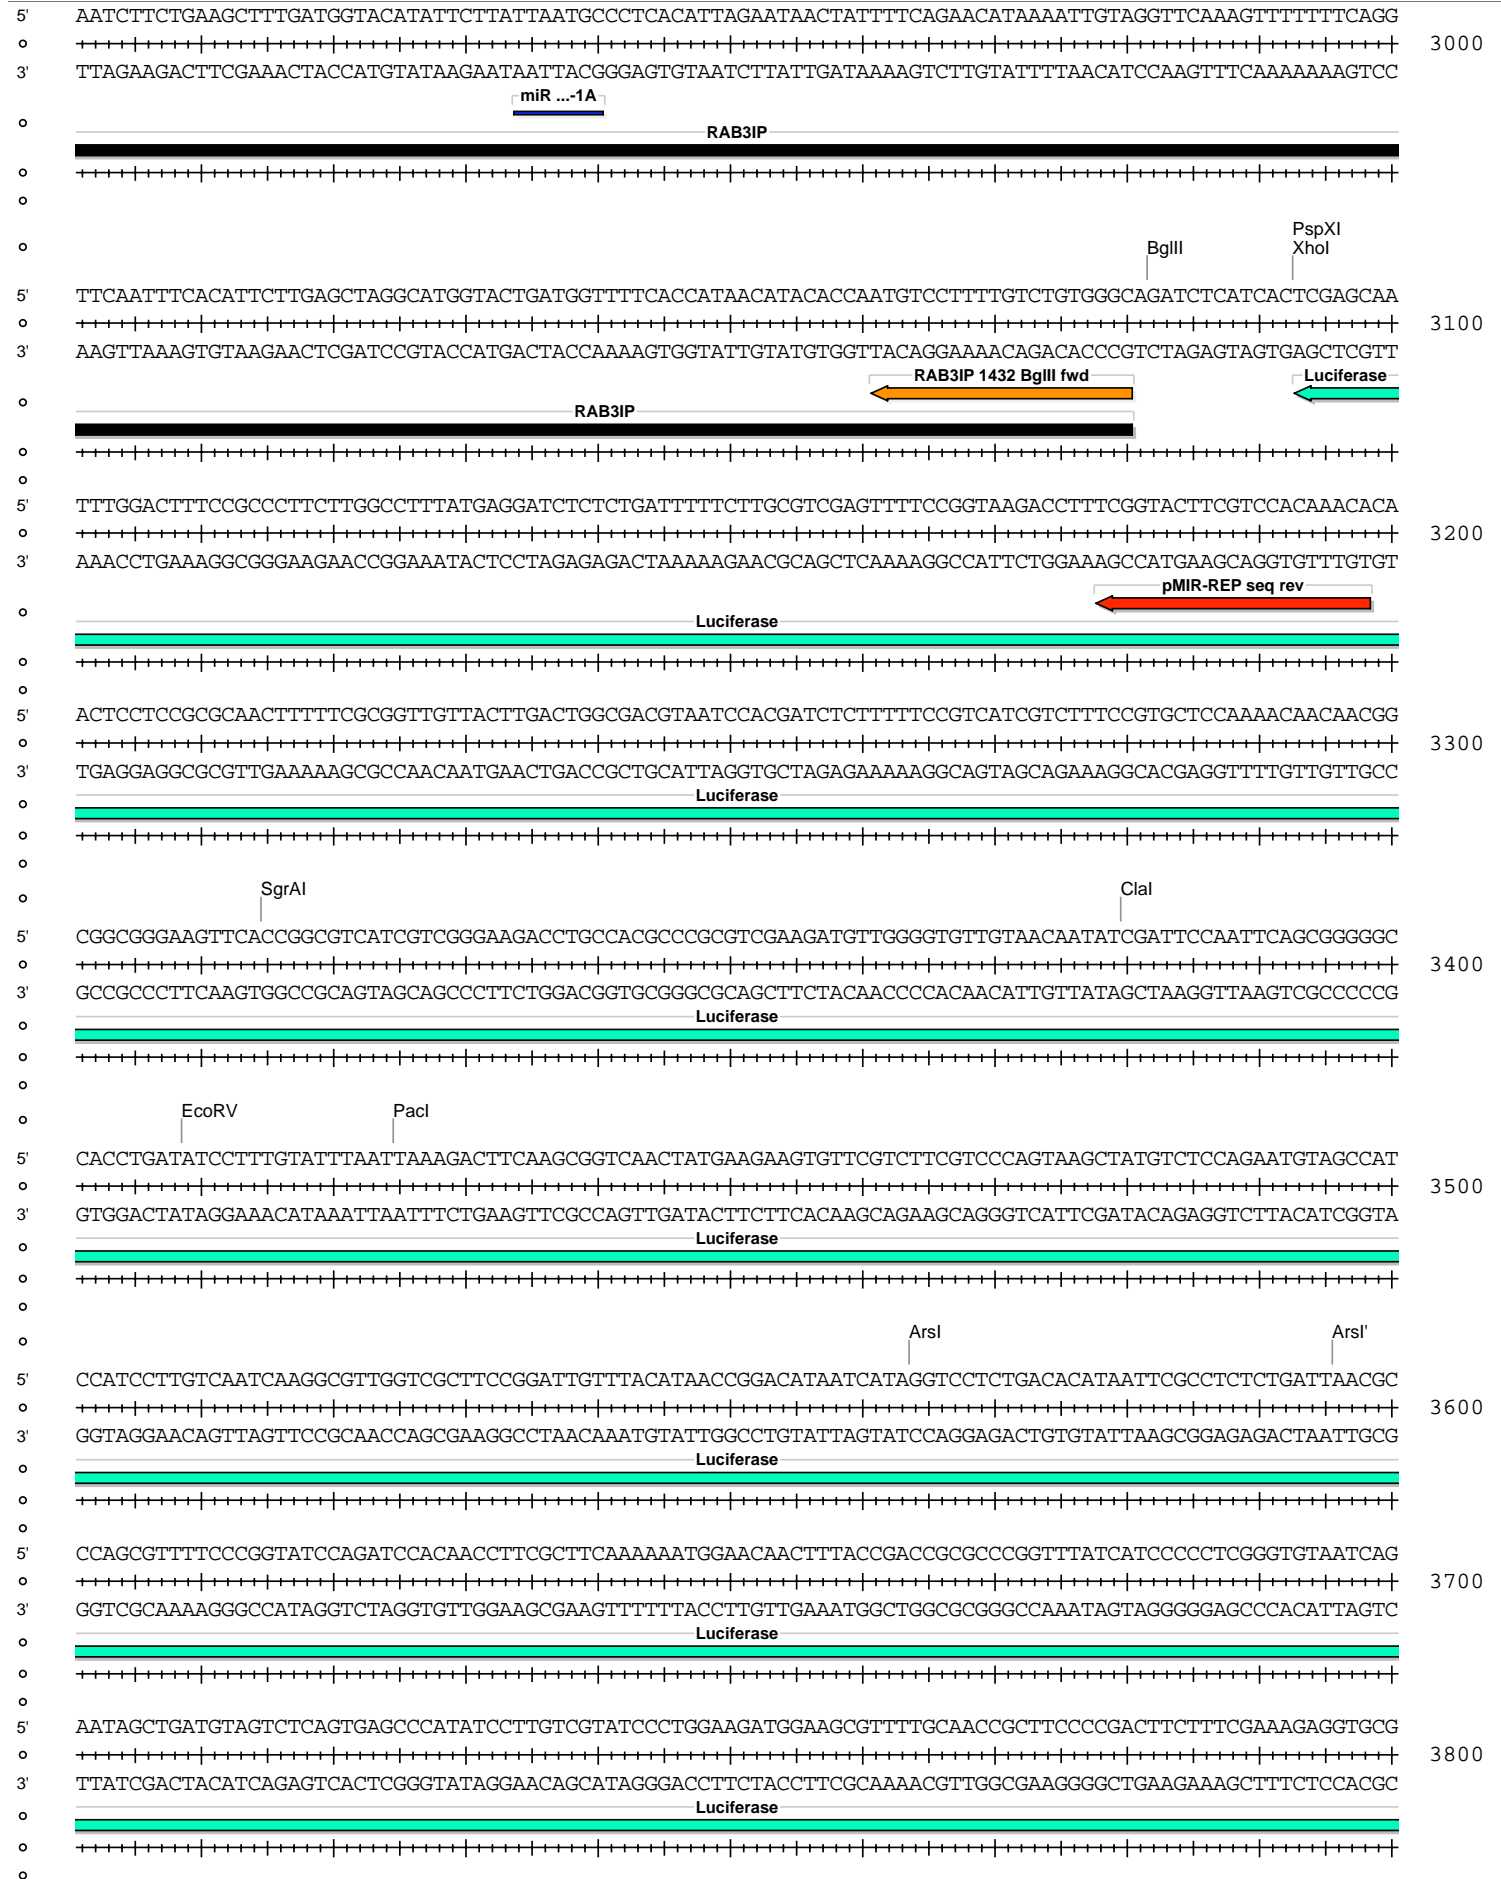 5' AATCTTCTGAAGCTTTGATGGTACATATTCTTATTAATGCCCTCACATTAGAATAACTATTTTCAGAACATAAAATTGTAGGTTCAAAGTTTTTTTCAGG
3000
3' TTAGAAGACTTCGAAACTACCATGTATAAGAATAATTACGGGAGTGTAATCTTATTGATAAAAGTCTTGTATTTTAACATCCAAGTTTCAAAAAAAGTCC
miR ...-1A
RAB3IP
PspXI
BglII XhoI
5' TTCAATTTCACATTCTTGAGCTAGGCATGGTACTGATGGTTTTCACCATAACATACACCAATGTCCTTTTGTCTGTGGGCAGATCTCATCACTCGAGCAA
3100
3' AAGTTAAAGTGTAAGAACTCGATCCGTACCATGACTACCAAAAGTGGTATTGTATGTGGTTACAGGAAAACAGACACCCGTCTAGAGTAGTGAGCTCGTT
RAB3IP 1432 BglII fwd Luciferase
RAB3IP
5' TTTGGACTTTCCGCCCTTCTTGGCCTTTATGAGGATCTCTCTGATTTTTCTTGCGTCGAGTTTTCCGGTAAGACCTTTCGGTACTTCGTCCACAAACACA
3200
3' AAACCTGAAAGGCGGGAAGAACCGGAAATACTCCTAGAGAGACTAAAAAGAACGCAGCTCAAAAGGCCATTCTGGAAAGCCATGAAGCAGGTGTTTGTGT
pMIR-REP seq rev
Luciferase
5' ACTCCTCCGCGCAACTTTTTCGCGGTTGTTACTTGACTGGCGACGTAATCCACGATCTCTTTTTCCGTCATCGTCTTTCCGTGCTCCAAAACAACAACGG
3300
3' TGAGGAGGCGCGTTGAAAAAGCGCCAACAATGAACTGACCGCTGCATTAGGTGCTAGAGAAAAAGGCAGTAGCAGAAAGGCACGAGGTTTTGTTGTTGCC
Luciferase
SgrAI ClaI
5' CGGCGGGAAGTTCACCGGCGTCATCGTCGGGAAGACCTGCCACGCCCGCGTCGAAGATGTTGGGGTGTTGTAACAATATCGATTCCAATTCAGCGGGGGC
3400
3' GCCGCCCTTCAAGTGGCCGCAGTAGCAGCCCTTCTGGACGGTGCGGGCGCAGCTTCTACAACCCCACAACATTGTTATAGCTAAGGTTAAGTCGCCCCCG
Luciferase
EcoRV PacI
5' CACCTGATATCCTTTGTATTTAATTAAAGACTTCAAGCGGTCAACTATGAAGAAGTGTTCGTCTTCGTCCCAGTAAGCTATGTCTCCAGAATGTAGCCAT
3500
3' GTGGACTATAGGAAACATAAATTAATTTCTGAAGTTCGCCAGTTGATACTTCTTCACAAGCAGAAGCAGGGTCATTCGATACAGAGGTCTTACATCGGTA
Luciferase
ArsI ArsI'
5' CCATCCTTGTCAATCAAGGCGTTGGTCGCTTCCGGATTGTTTACATAACCGGACATAATCATAGGTCCTCTGACACATAATTCGCCTCTCTGATTAACGC
3600
3' GGTAGGAACAGTTAGTTCCGCAACCAGCGAAGGCCTAACAAATGTATTGGCCTGTATTAGTATCCAGGAGACTGTGTATTAAGCGGAGAGACTAATTGCG
Luciferase
5' CCAGCGTTTTCCCGGTATCCAGATCCACAACCTTCGCTTCAAAAAATGGAACAACTTTACCGACCGCGCCCGGTTTATCATCCCCCTCGGGTGTAATCAG
3700
3' GGTCGCAAAAGGGCCATAGGTCTAGGTGTTGGAAGCGAAGTTTTTTACCTTGTTGAAATGGCTGGCGCGGGCCAAATAGTAGGGGGAGCCCACATTAGTC
Luciferase
5' AATAGCTGATGTAGTCTCAGTGAGCCCATATCCTTGTCGTATCCCTGGAAGATGGAAGCGTTTTGCAACCGCTTCCCCGACTTCTTTCGAAAGAGGTGCG
3800
3' TTATCGACTACATCAGAGTCACTCGGGTATAGGAACAGCATAGGGACCTTCTACCTTCGCAAAACGTTGGCGAAGGGGCTGAAGAAAGCTTTCTCCACGC
Luciferase